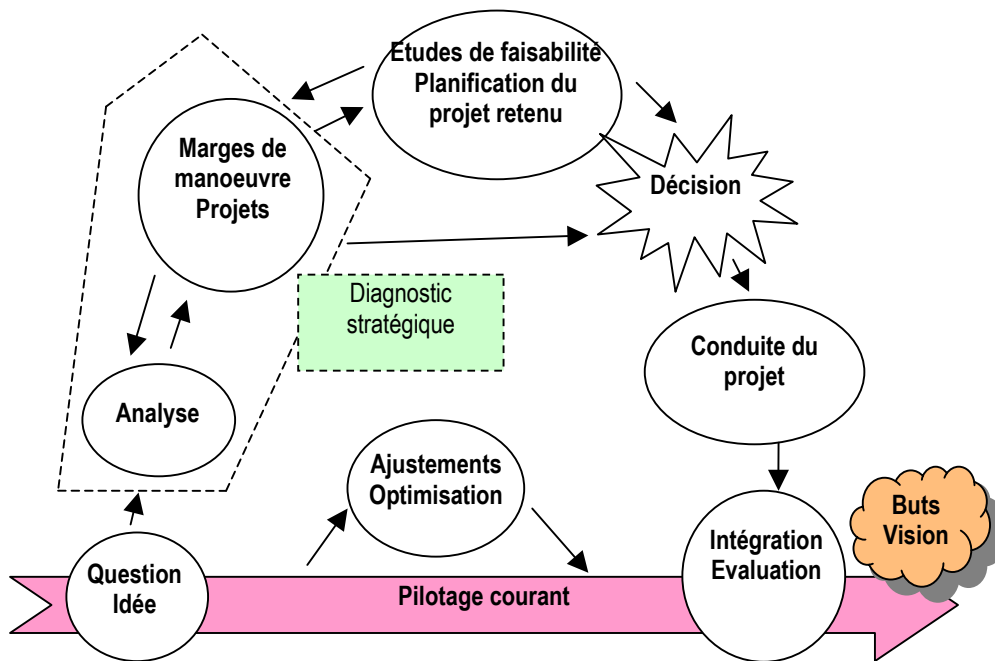 Etudes de faisabilité
Planification du
projet retenu
Marges de
manoeuvre
Projets
Décision
Diagnostic
stratégique
Conduite du
projet
Analyse
Ajustements
Optimisation
Buts
Vision
Intégration
Evaluation
Question
Idée
Pilotage courant